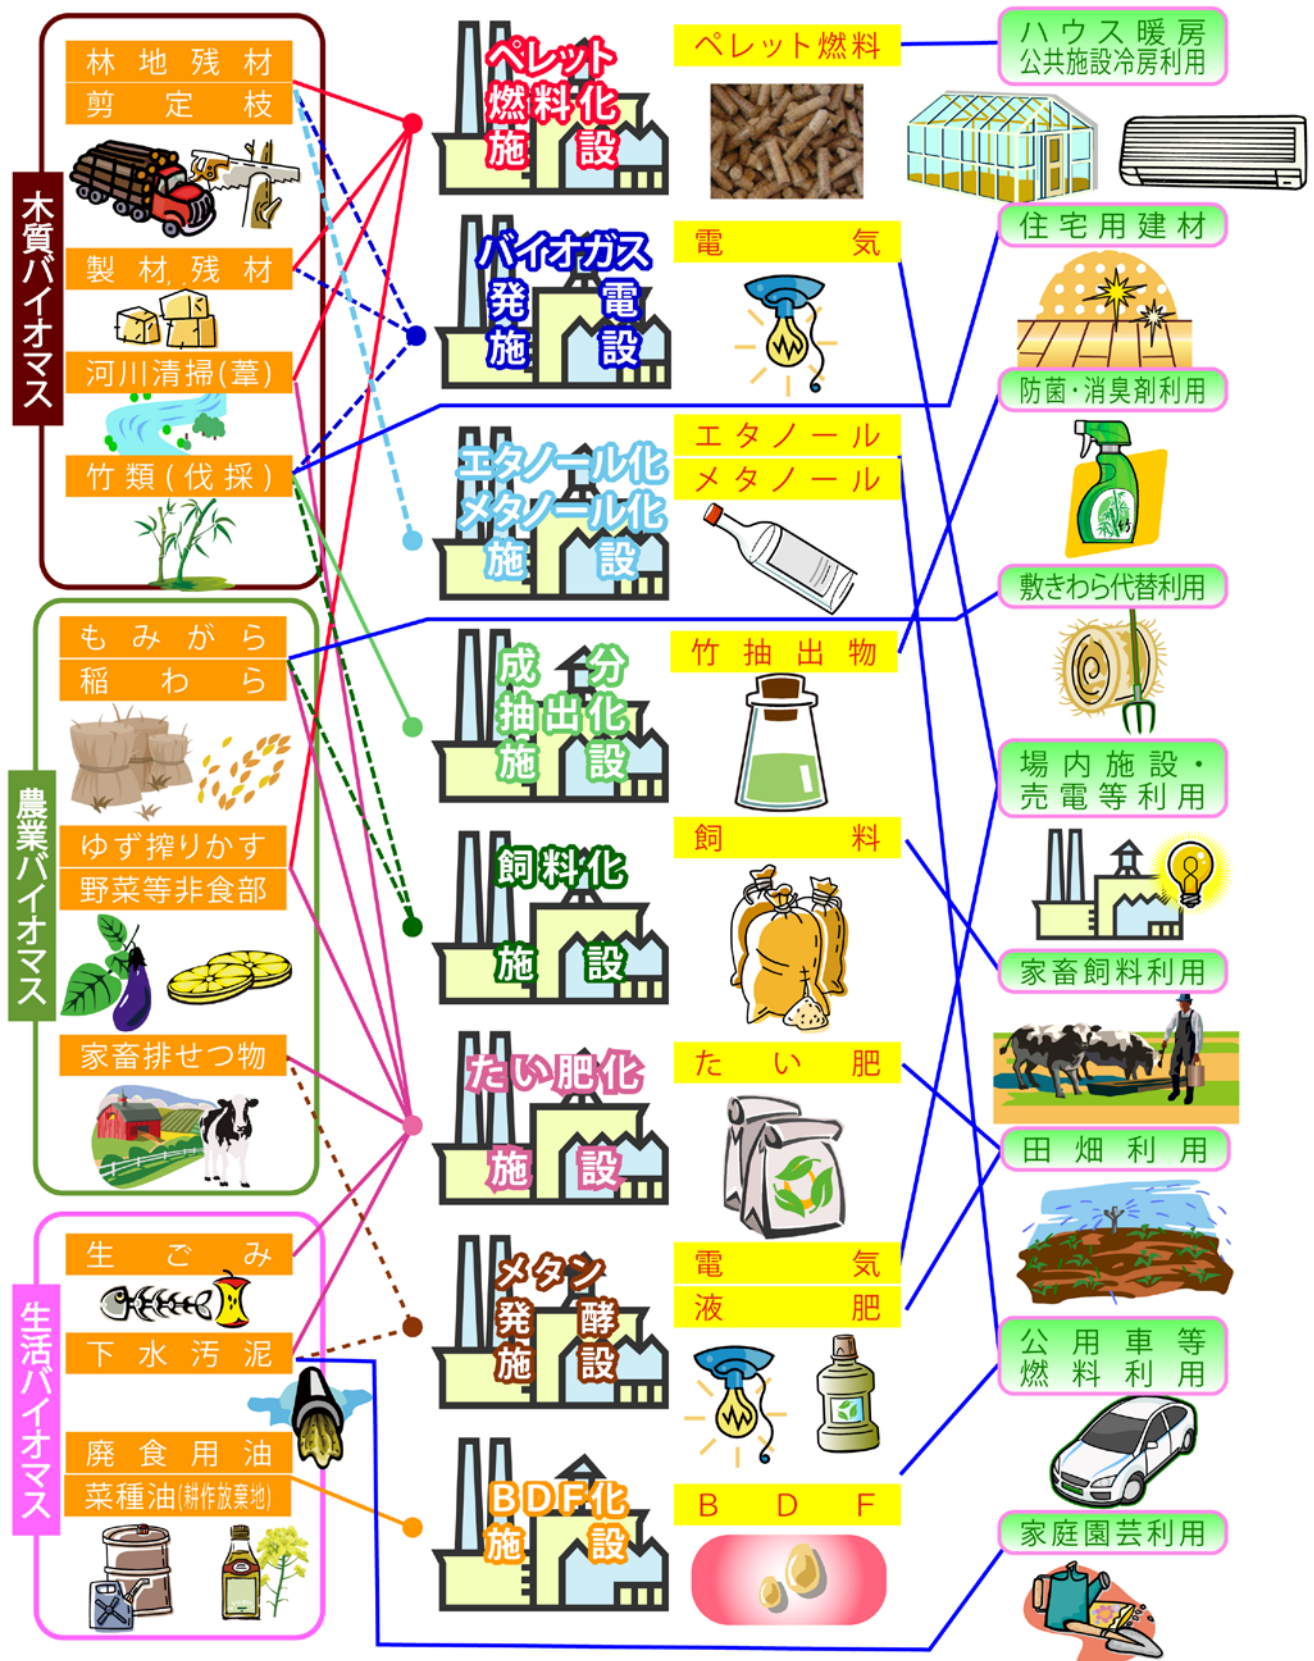 木質バイオマス
林地残材
剪定枝
製材,残材
河川清掃(葦)
竹類(伐採)
農業バイオマス
もみがら
稲わら
ゆず搾りかす
野菜等非食部
家畜排せつ物
生活バイオマス
生ごみ
下水汚泥
廃食用油
菜種油(耕作放棄地)
ペレット
燃料化
施設
バイオガス
発電
施設
エタノール化
メタノール化
施設
成分
抽出化
施設
飼料化
施設
たい肥化
施設
メタン
発酵
施設
BDF化
施設
ペレット燃料
電気
エタノール
メタノール
竹抽出物
飼料
たい肥
電気
液肥
BDF
ハウス暖房
公共施設冷房利用
住宅用建材
防菌・消臭剤利用
竹
敷きわら代替利用
場内施設・
売電等利用
家畜飼料利用
田畑利用
公用車等
燃料利用
家庭園芸利用